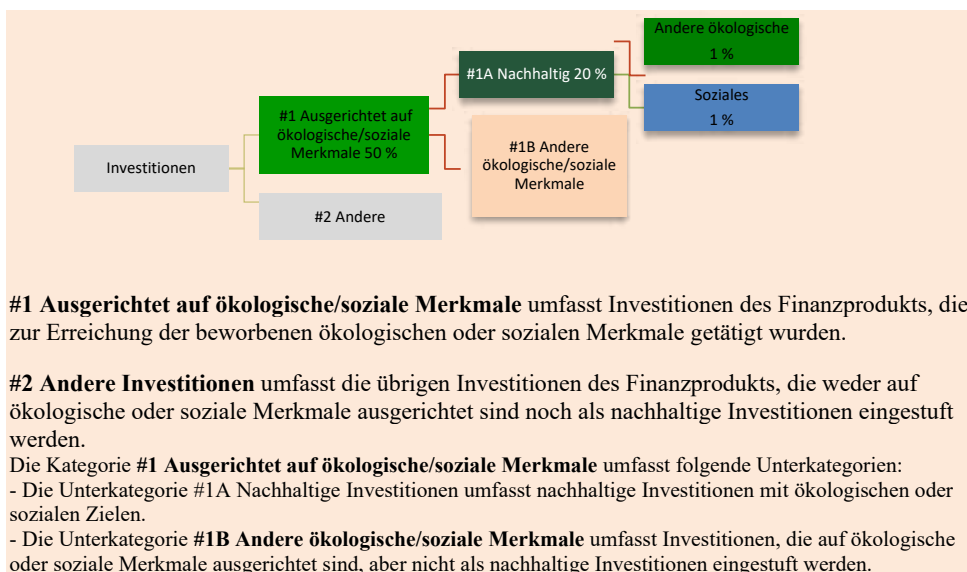 Andere ökologische
1 %
#1A Nachhaltig 20 %
Soziales
1 %
#1 Ausgerichtet auf
ökologische/soziale
Merkmale 50 %
#1B Andere
ökologische/soziale
Merkmale
Investitionen
#2 Andere
#1 Ausgerichtet auf ökologische/soziale Merkmale umfasst Investitionen des Finanzprodukts, die
zur Erreichung der beworbenen ökologischen oder sozialen Merkmale getätigt wurden.
#2 Andere Investitionen umfasst die übrigen Investitionen des Finanzprodukts, die weder auf
ökologische oder soziale Merkmale ausgerichtet sind noch als nachhaltige Investitionen eingestuft
werden.
Die Kategorie #1 Ausgerichtet auf ökologische/soziale Merkmale umfasst folgende Unterkategorien:
- Die Unterkategorie #1A Nachhaltige Investitionen umfasst nachhaltige Investitionen mit ökologischen oder
sozialen Zielen.
- Die Unterkategorie #1B Andere ökologische/soziale Merkmale umfasst Investitionen, die auf ökologische
oder soziale Merkmale ausgerichtet sind, aber nicht als nachhaltige Investitionen eingestuft werden.